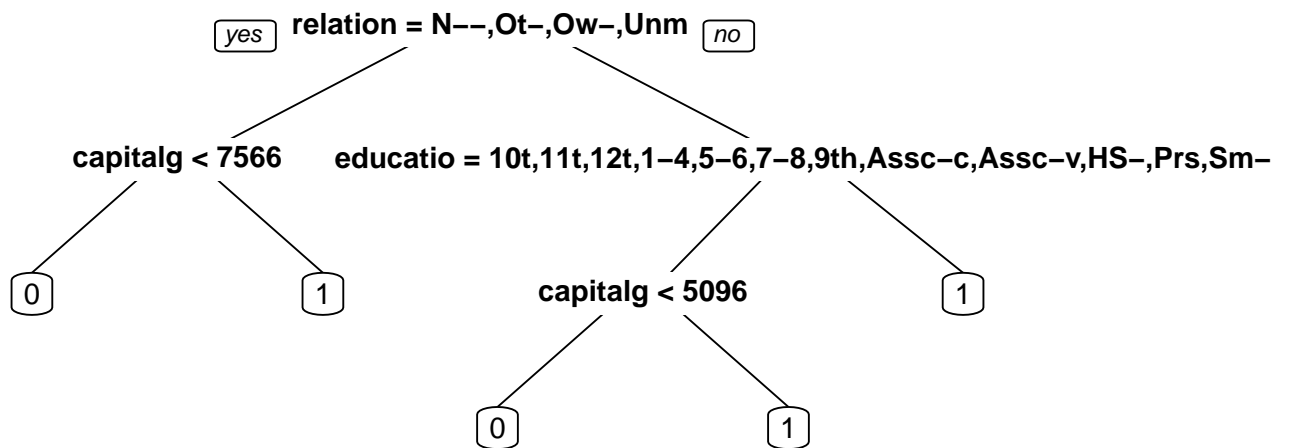 yes relation = N−−,Ot−,Ow−,Unm no
capitalg < 7566 educatio = 10t,11t,12t,1−4,5−6,7−8,9th,Assc−c,Assc−v,HS−,Prs,Sm−
0 1 capitalg < 5096 1
0 1